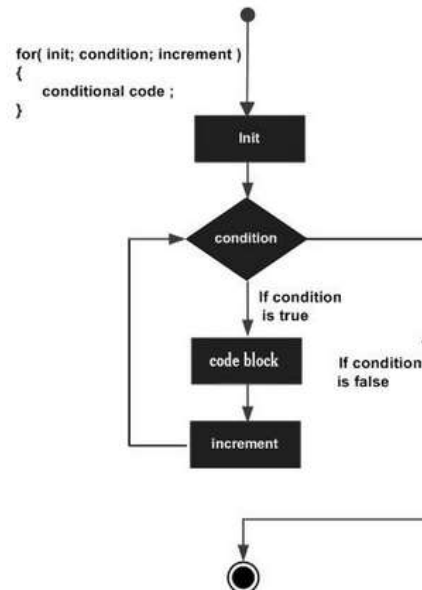 for( init; condition; increment )
{
conditional code ;
}
Init
condition
If condition
is true
code block
If condition
is false
increment